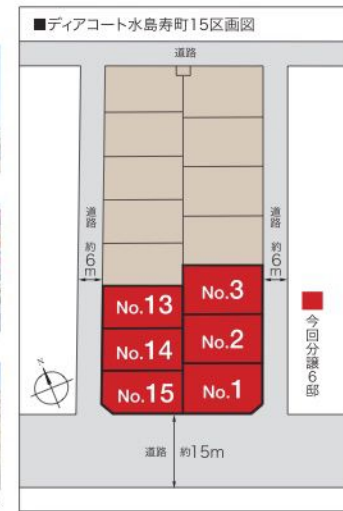 ■ディアコート水島寿町15区画図
道路
道路
約6m
道路
約6m
No.13
No.3
No.14
No.2
No.15
No.1
今回分譲6邸
N
道路 約15m